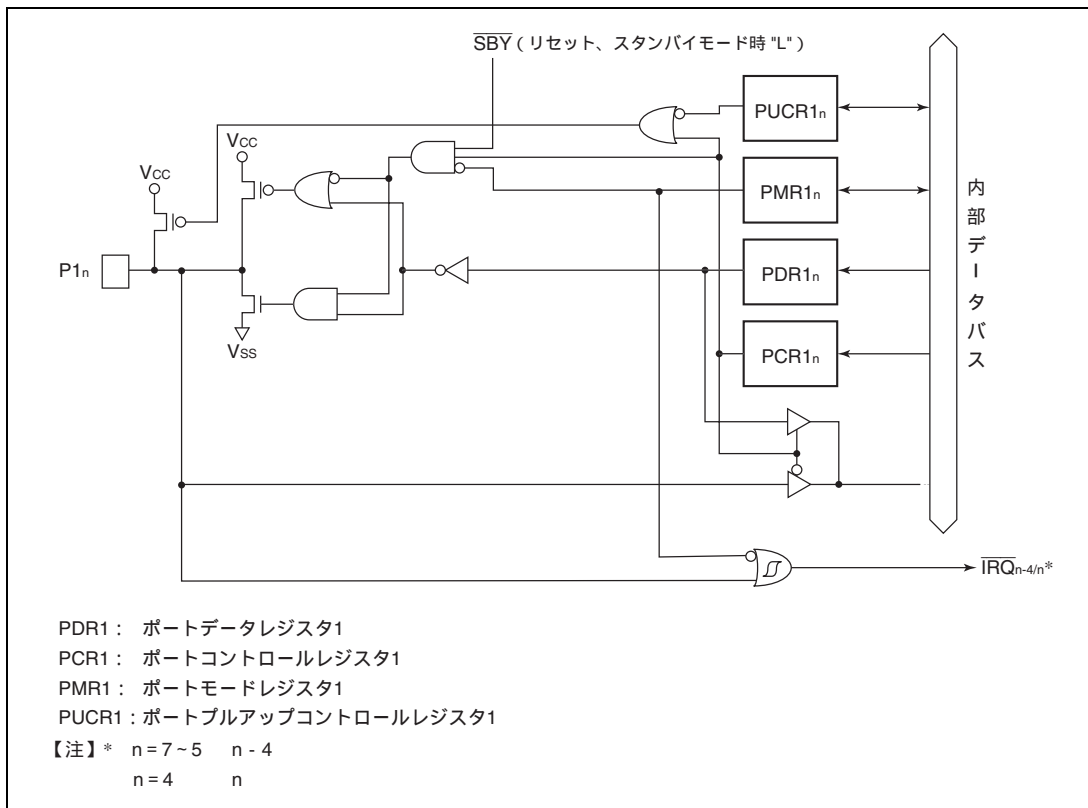 SBY(リセット、スタンバイモード時 "L")
PUCR1n
VCC
VCC
PMR1n
内部データバス
P1n
PDR1n
VSS
PCR1n
IRQn-4/n*
PDR1: ポートデータレジスタ1
PCR1: ポートコントロールレジスタ1
PMR1: ポートモードレジスタ1
PUCR1:ポートプルアップコントロールレジスタ1
【注】* n=7~5 n-4
n=4 n